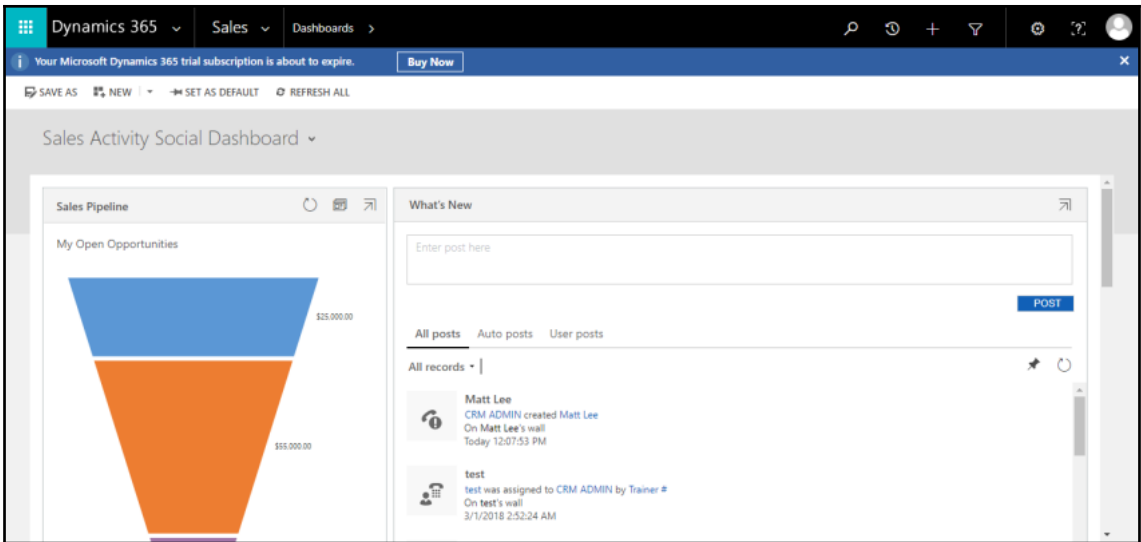 Dynamics 365 Sales Dashboards
Your Microsoft Dynamics 365 trial subscription is about to expire. Buy Now
SAVE AS NEW SET AS DEFAULT REFRESH ALL
Sales Activity Social Dashboard
Sales Pipeline
My Open Opportunities
$25,000.00
$55,000.00
What's New
Enter post here
POST
All posts Auto posts User posts
All records
Matt Lee
CRM ADMIN created Matt Lee
On Matt Lee's wall
Today 12:07:53 PM
test
test was assigned to CRM ADMIN by Trainer #
On test's wall
3/1/2018 2:52:24 AM